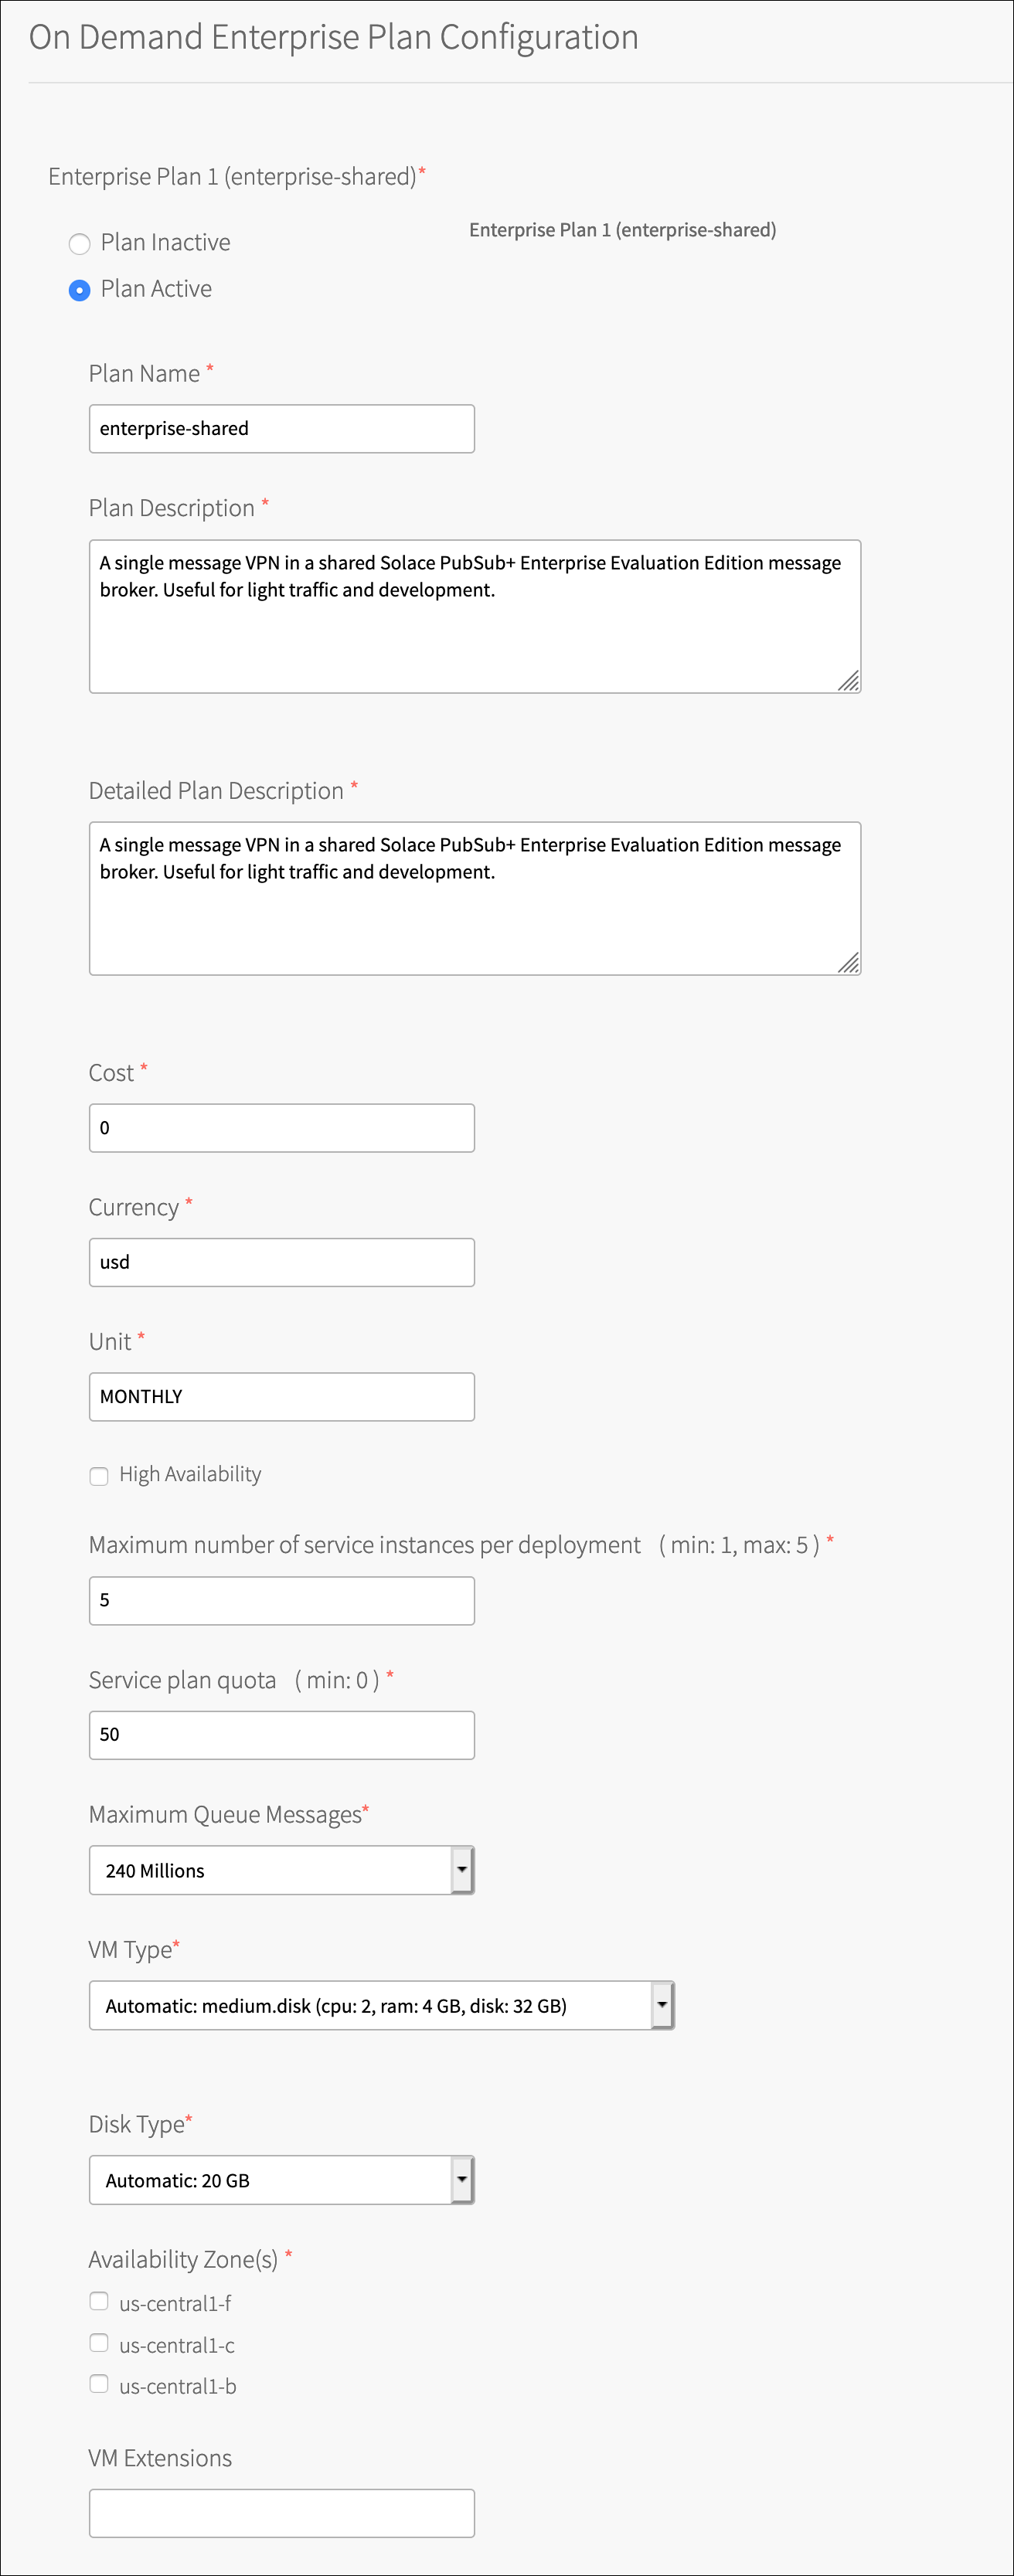 On Demand Enterprise Plan Configuration
Enterprise Plan 1 (enterprise-shared)*
Plan Inactive
Enterprise Plan 1 (enterprise-shared)
Plan Active
Plan Name *
enterprise-shared
Plan Description *
A single message VPN in a shared Solace PubSub+ Enterprise Evaluation Edition message
broker. Useful for light traffic and development.
Detailed Plan Description *
A single message VPN in a shared Solace PubSub+ Enterprise Evaluation Edition message
broker. Useful for light traffic and development.
Cost *
0
Currency *
usd
Unit *
MONTHLY
High Availability
Maximum number of service instances per deployment ( min: 1, max: 5 ) *
5
Service plan quota ( min: 0 ) *
50
Maximum Queue Messages*
240 Millions
VM Type*
Automatic: medium.disk (cpu: 2, ram: 4 GB, disk: 32 GB)
Disk Type*
Automatic: 20 GB
Availability Zone(s) *
us-central1-f
us-central1-c
us-central1-b
VM Extensions